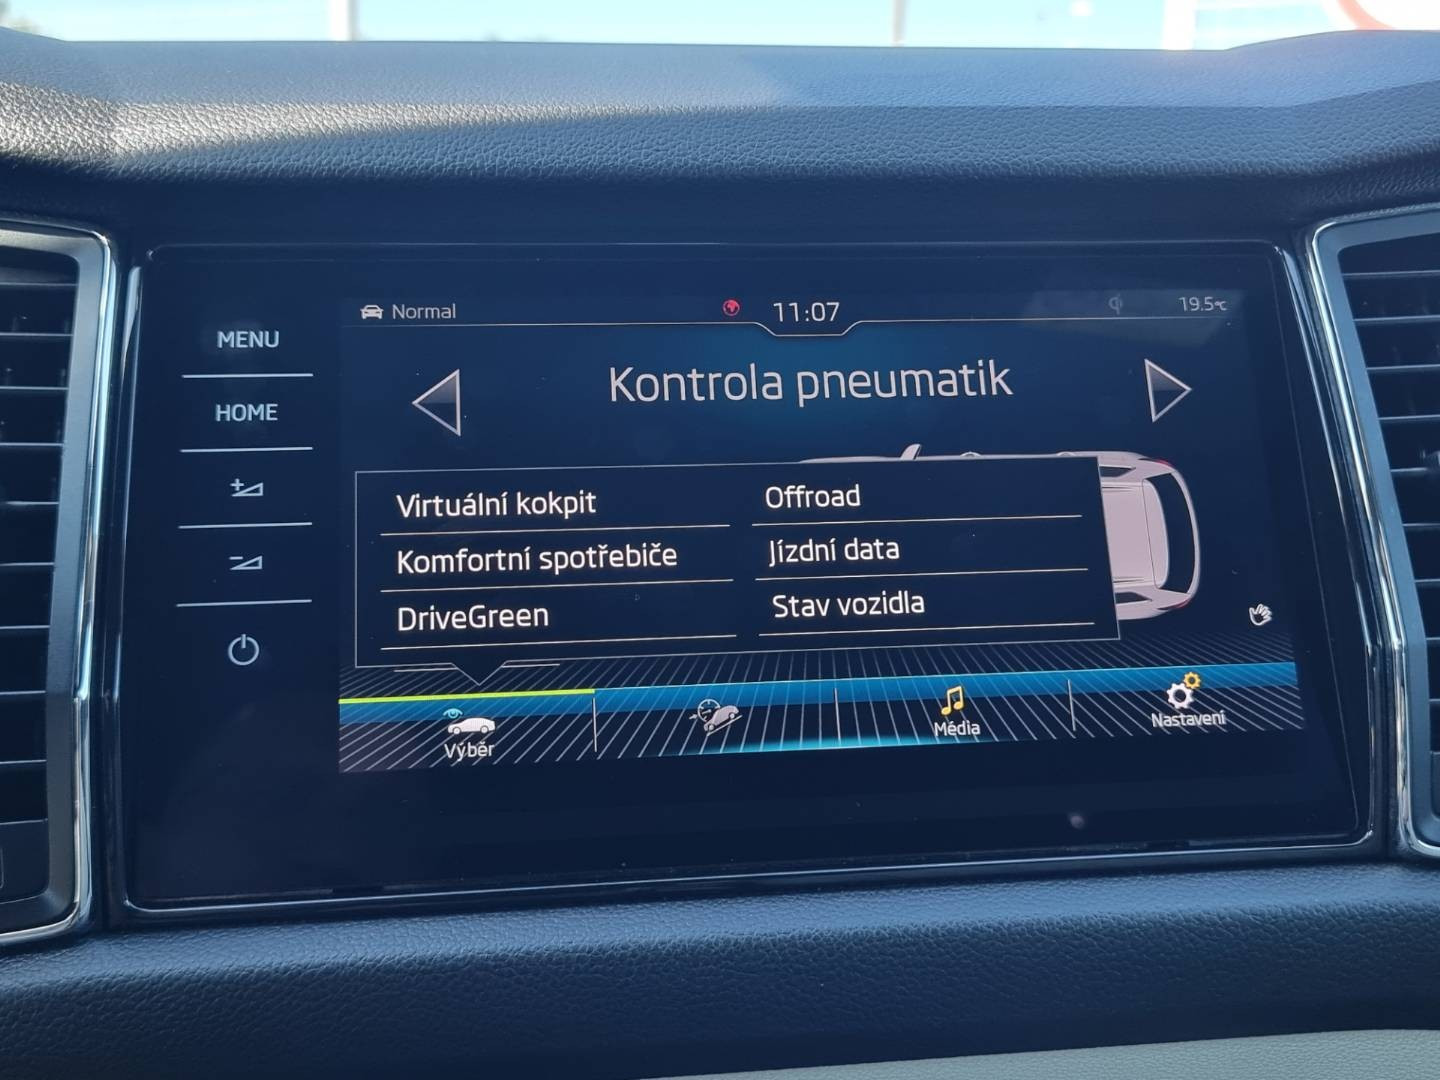 Normal
11:07
19.5°C
MENU
HOME
Kontrola pneumatik
Virtuální kokpit
Offroad
Komfortní spotřebiče
Jízdní data
DriveGreen
Stav vozidla
Výběr
Média
Nastavení